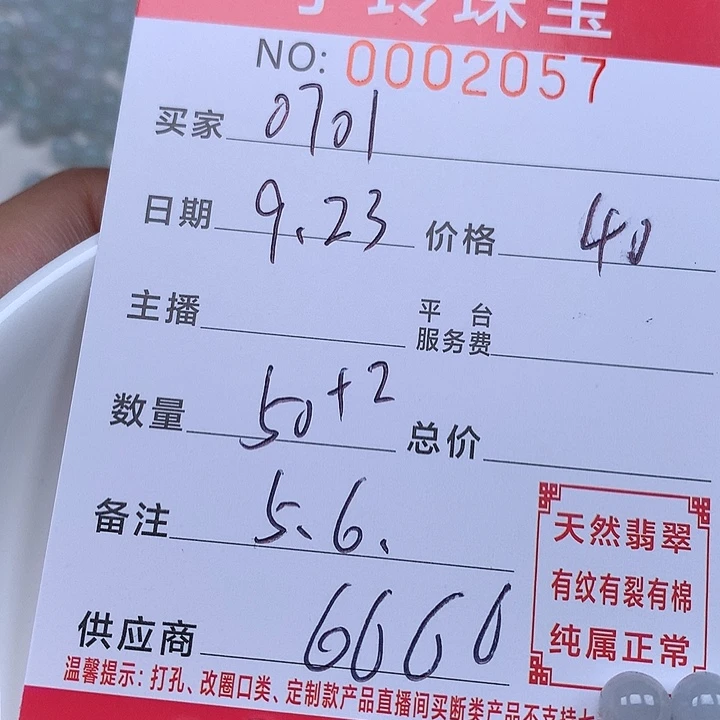 珠宝
NO: 0002057
买家 0701
日期 9.23 价格 40
主播 平台服务费
数量 50+2 总价
备注 5.6.
天然翡翠
有纹有裂有棉
纯属正常
供应商 6660
温馨提示：打孔、改圈口类、定制款产品直播间买断类产品不支持